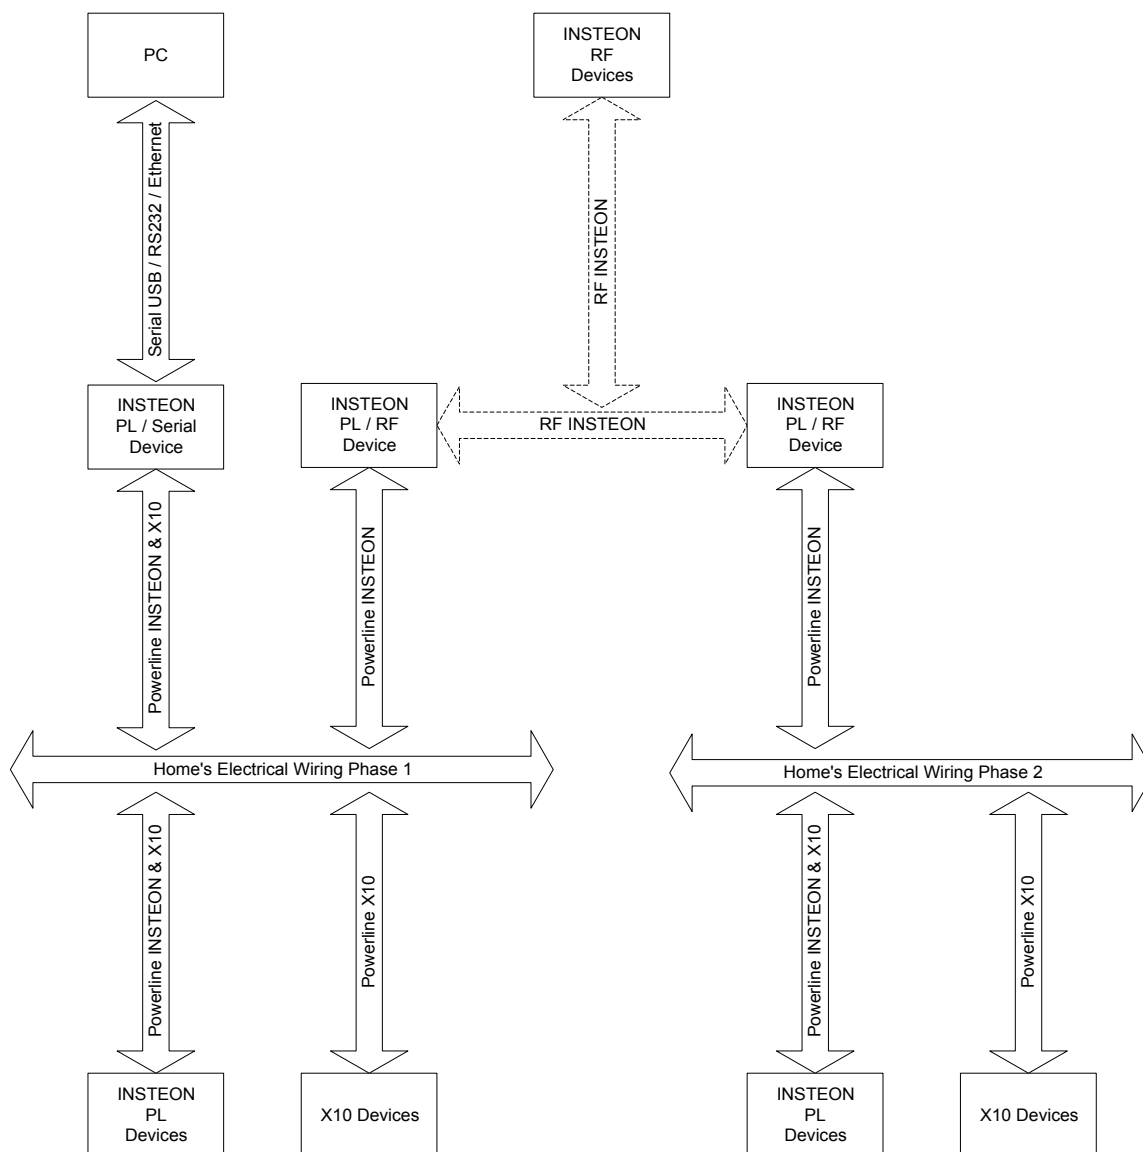 PC
INSTEON
RF
Devices
Serial USB / RS232 / Ethernet
RF INSTEON
INSTEON
PL / Serial
Device
INSTEON
PL / RF
Device
RF INSTEON
INSTEON
PL / RF
Device
Powerline INSTEON & X10
Powerline INSTEON
Powerline INSTEON
Home's Electrical Wiring Phase 1
Home's Electrical Wiring Phase 2
Powerline INSTEON & X10
Powerline X10
Powerline INSTEON & X10
Powerline X10
INSTEON
PL
Devices
X10 Devices
INSTEON
PL
Devices
X10 Devices